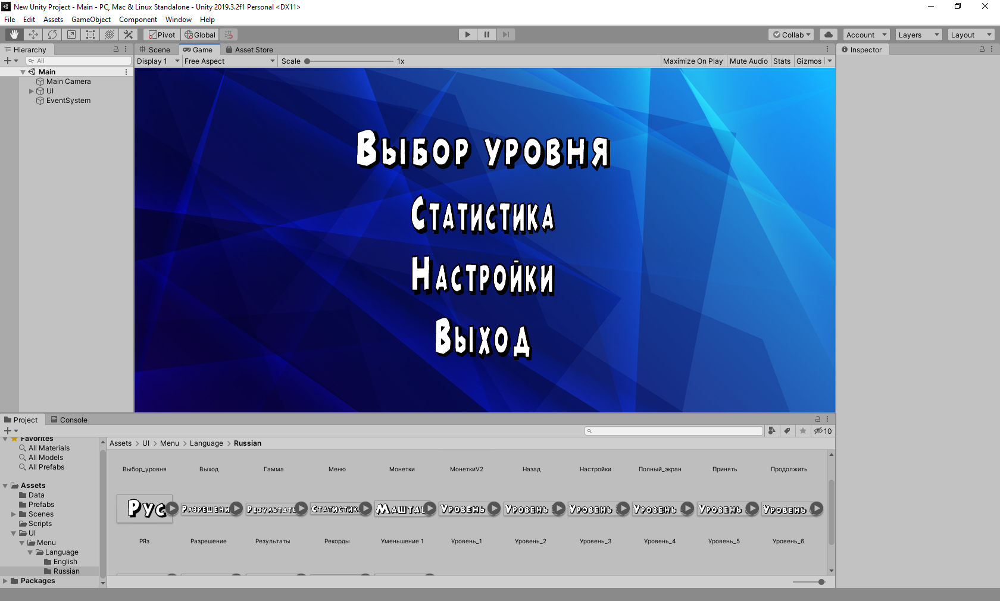 New Unity Project - Main - PC, Mac & Linux Standalone - Unity 2019.3.2f1 Personal <DX11>
File Edit Assets GameObject Component Window Help
Pivot Global Collab Account Layers Layout
Hierarchy
All
Main
Main Camera
UI
EventSystem
Scene Game Asset Store
Display 1 Free Aspect Scale 1x Maximize On Play Mute Audio Stats Gizmos
Inspector
Выбор уровня
Статистика
Настройки
Выход
Project Console
10
Favorites
All Materials
All Models
All Prefabs
Assets
Data
Prefabs
Scenes
Scripts
UI
Menu
Language
English
Russian
Packages
Assets > UI > Menu > Language > Russian
Выбор_уровня Выход Гамма Меню Монетки МонеткиV2 Назад Настройки Полный_экран Принять Продолжить
Рус Уровень Уровень Уровень Уровень Уровень Уровень
РЯз Разрешение Результаты Рекорды Уменьшение 1 Уровень_1 Уровень_2 Уровень_3 Уровень_4 Уровень_5 Уровень_6